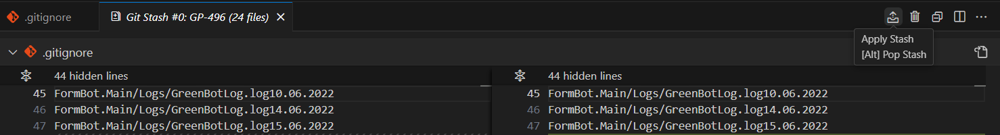 .gitignore
Git Stash #0: GP-496 (24 files)
Apply Stash
[Alt] Pop Stash
.gitignore
44 hidden lines
45 FormBot.Main/Logs/GreenBotLog.log10.06.2022
46 FormBot.Main/Logs/GreenBotLog.log14.06.2022
47 FormBot.Main/Logs/GreenBotLog.log15.06.2022
44 hidden lines
45 FormBot.Main/Logs/GreenBotLog.log10.06.2022
46 FormBot.Main/Logs/GreenBotLog.log14.06.2022
47 FormBot.Main/Logs/GreenBotLog.log15.06.2022